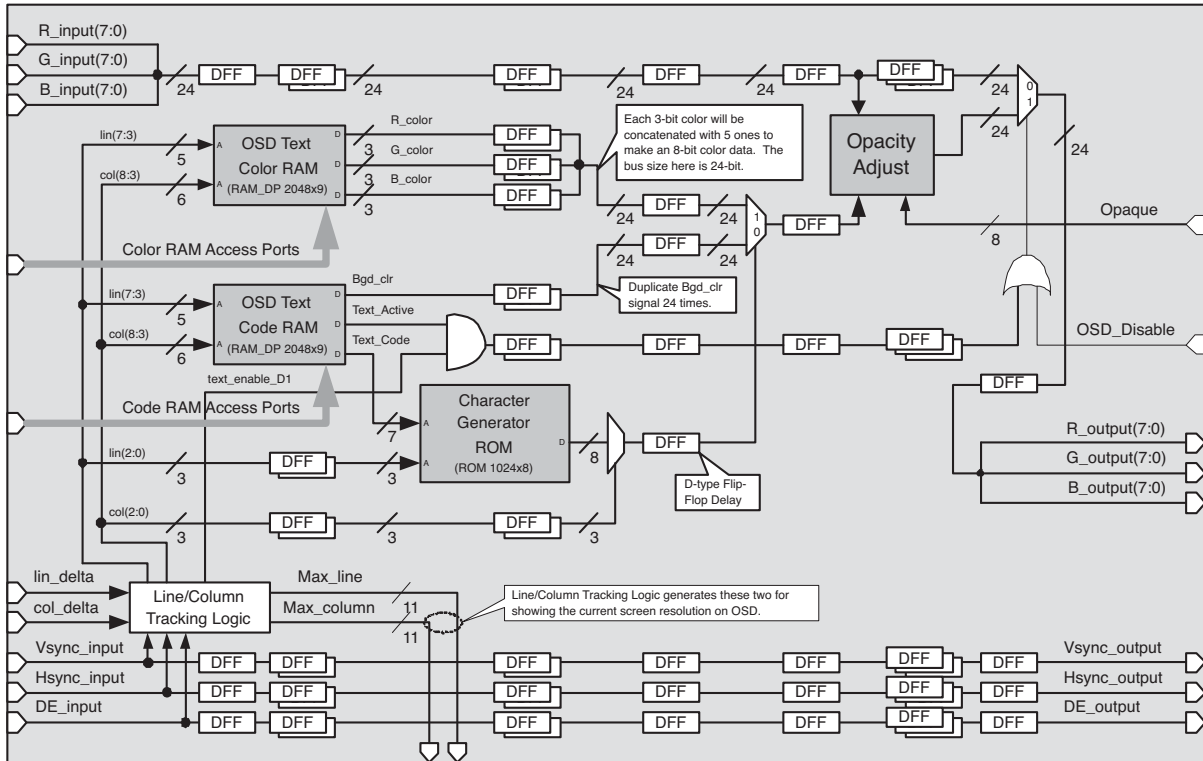 R_input(7:0)
G_input(7:0)
B_input(7:0)
24
DFF
DFF
24
DFF
24
DFF
24
DFF
DFF
24
0
1
24
24
lin(7:3)
5
col(8:3)
6
A
A
OSD Text
Color RAM
(RAM_DP 2048x9)
D
D
D
R_color
3
G_color
3
B_color
3
DFF
DFF
DFF
Each 3-bit color will be
concatenated with 5 ones to
make an 8-bit color data. The
bus size here is 24-bit.
Opacity
Adjust
Opaque
8
24
DFF
24
24
DFF
24
1
0
DFF
Color RAM Access Ports
lin(7:3)
5
col(8:3)
6
A
A
OSD Text
Code RAM
(RAM_DP 2048x9)
D
D
D
Bgd_clr
Text_Active
Text_Code
DFF
Duplicate Bgd_clr
signal 24 times.
DFF
DFF
DFF
DFF
OSD_Disable
text_enable_D1
Code RAM Access Ports
7
A
A
Character
Generator
ROM
(ROM 1024x8)
D
8
DFF
D-type Flip-
Flop Delay
DFF
R_output(7:0)
G_output(7:0)
B_output(7:0)
lin(2:0)
3
DFF
3
col(2:0)
3
DFF
3
DFF
3
lin_delta
col_delta
Line/Column
Tracking Logic
Max_line
11
Max_column
11
Line/Column Tracking Logic generates these two for
showing the current screen resolution on OSD.
Vsync_input
DFF
DFF
DFF
DFF
DFF
DFF
DFF
Vsync_output
Hsync_input
DFF
DFF
DFF
DFF
DFF
DFF
DFF
Hsync_output
DE_input
DFF
DFF
DFF
DFF
DFF
DFF
DFF
DE_output